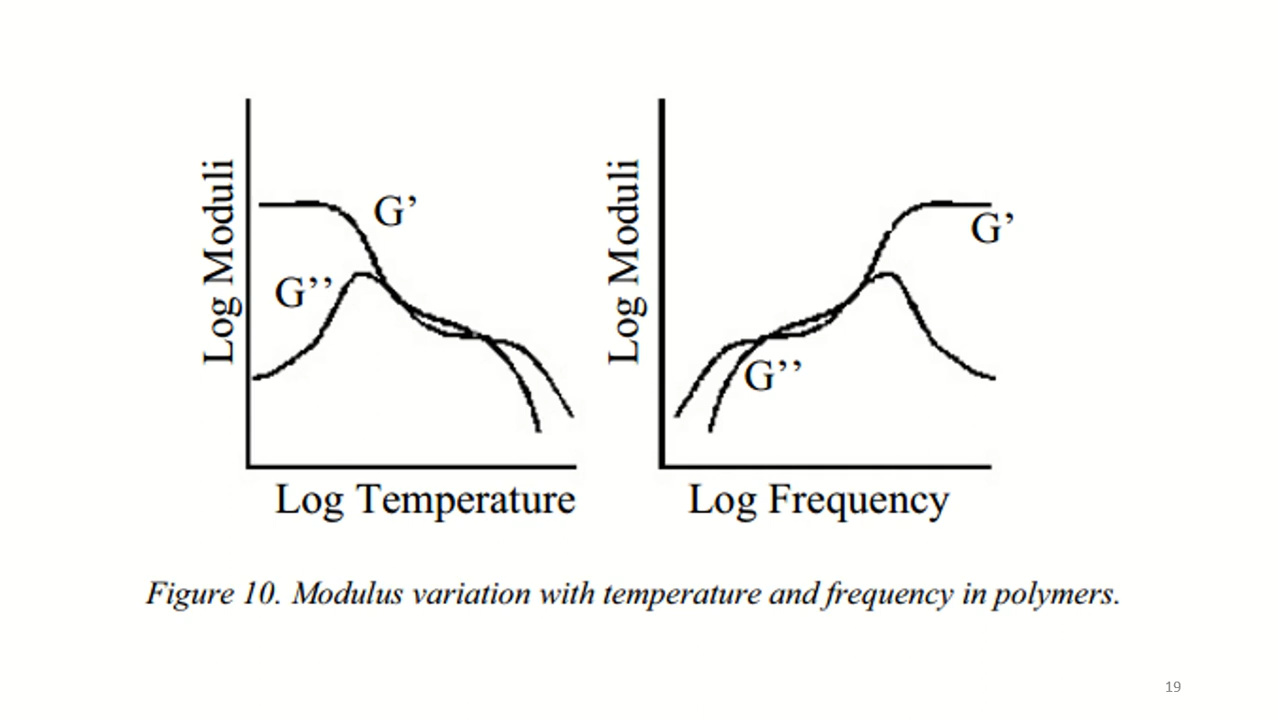 Log Moduli
G’
G’’
Log Temperature
Log Moduli
G’
G’’
Log Frequency
Figure 10. Modulus variation with temperature and frequency in polymers.
19